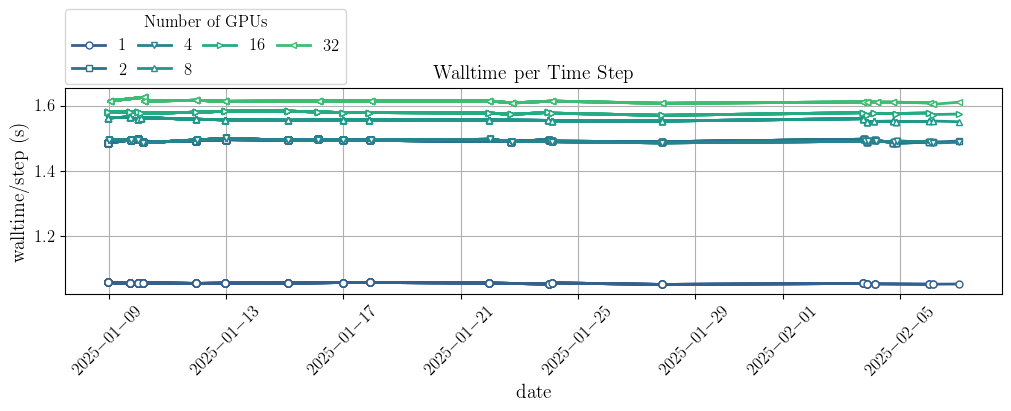 Number of GPUs
1 4 16 32
2 8
Walltime per Time Step
walltime/step (s)
1.6
1.4
1.2
2025−01−09 2025−01−13 2025−01−17 2025−01−21 2025−01−25 2025−01−29 2025−02−01 2025−02−05
date